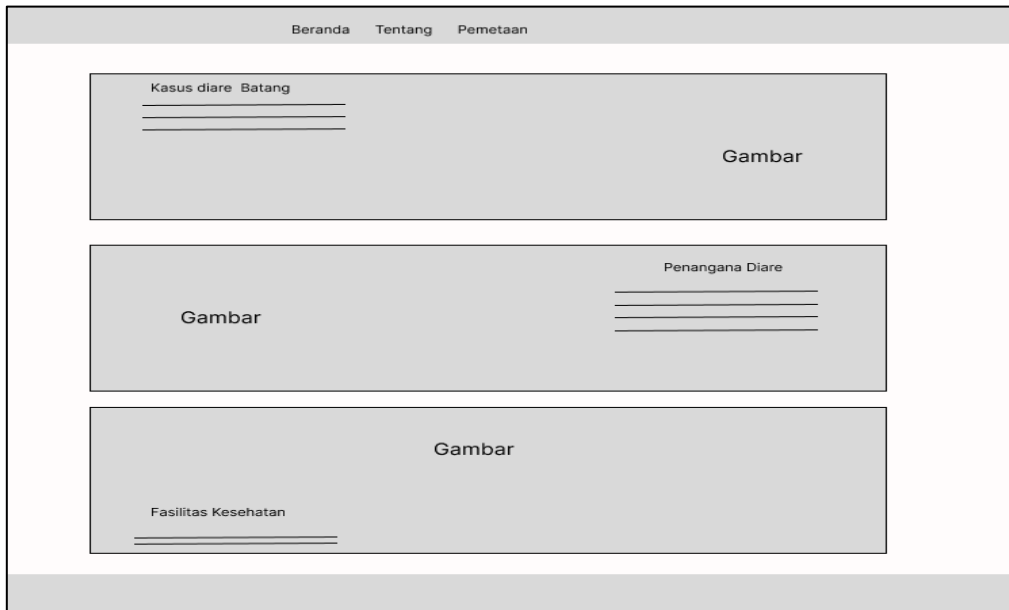 Beranda Tentang Pemetaan
Kasus diare Batang
Gambar
Penangana Diare
Gambar
Gambar
Fasilitas Kesehatan